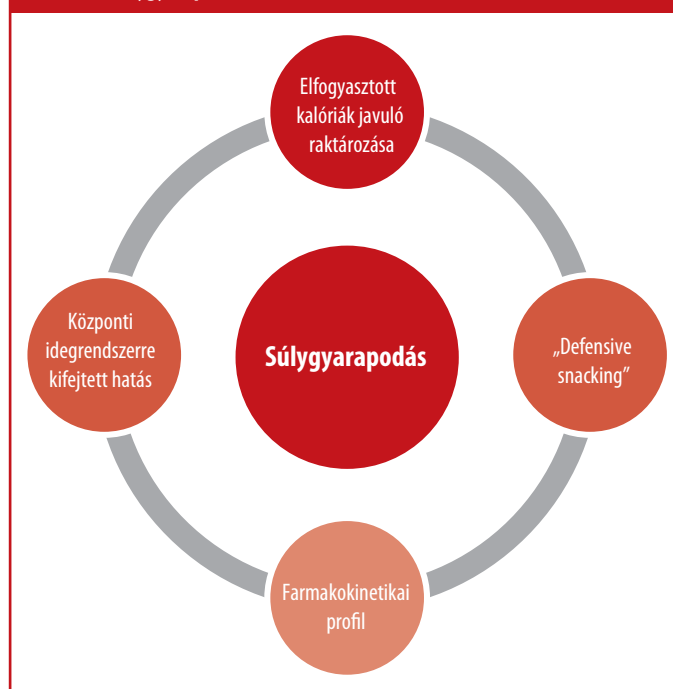 Elfogyasztott
kalóriák javuló
raktározása
Központi
idegrendszerre
kifejtett hatás
Súlygyarapodás
„Defensive
snacking”
Farmakokinetikai
profil